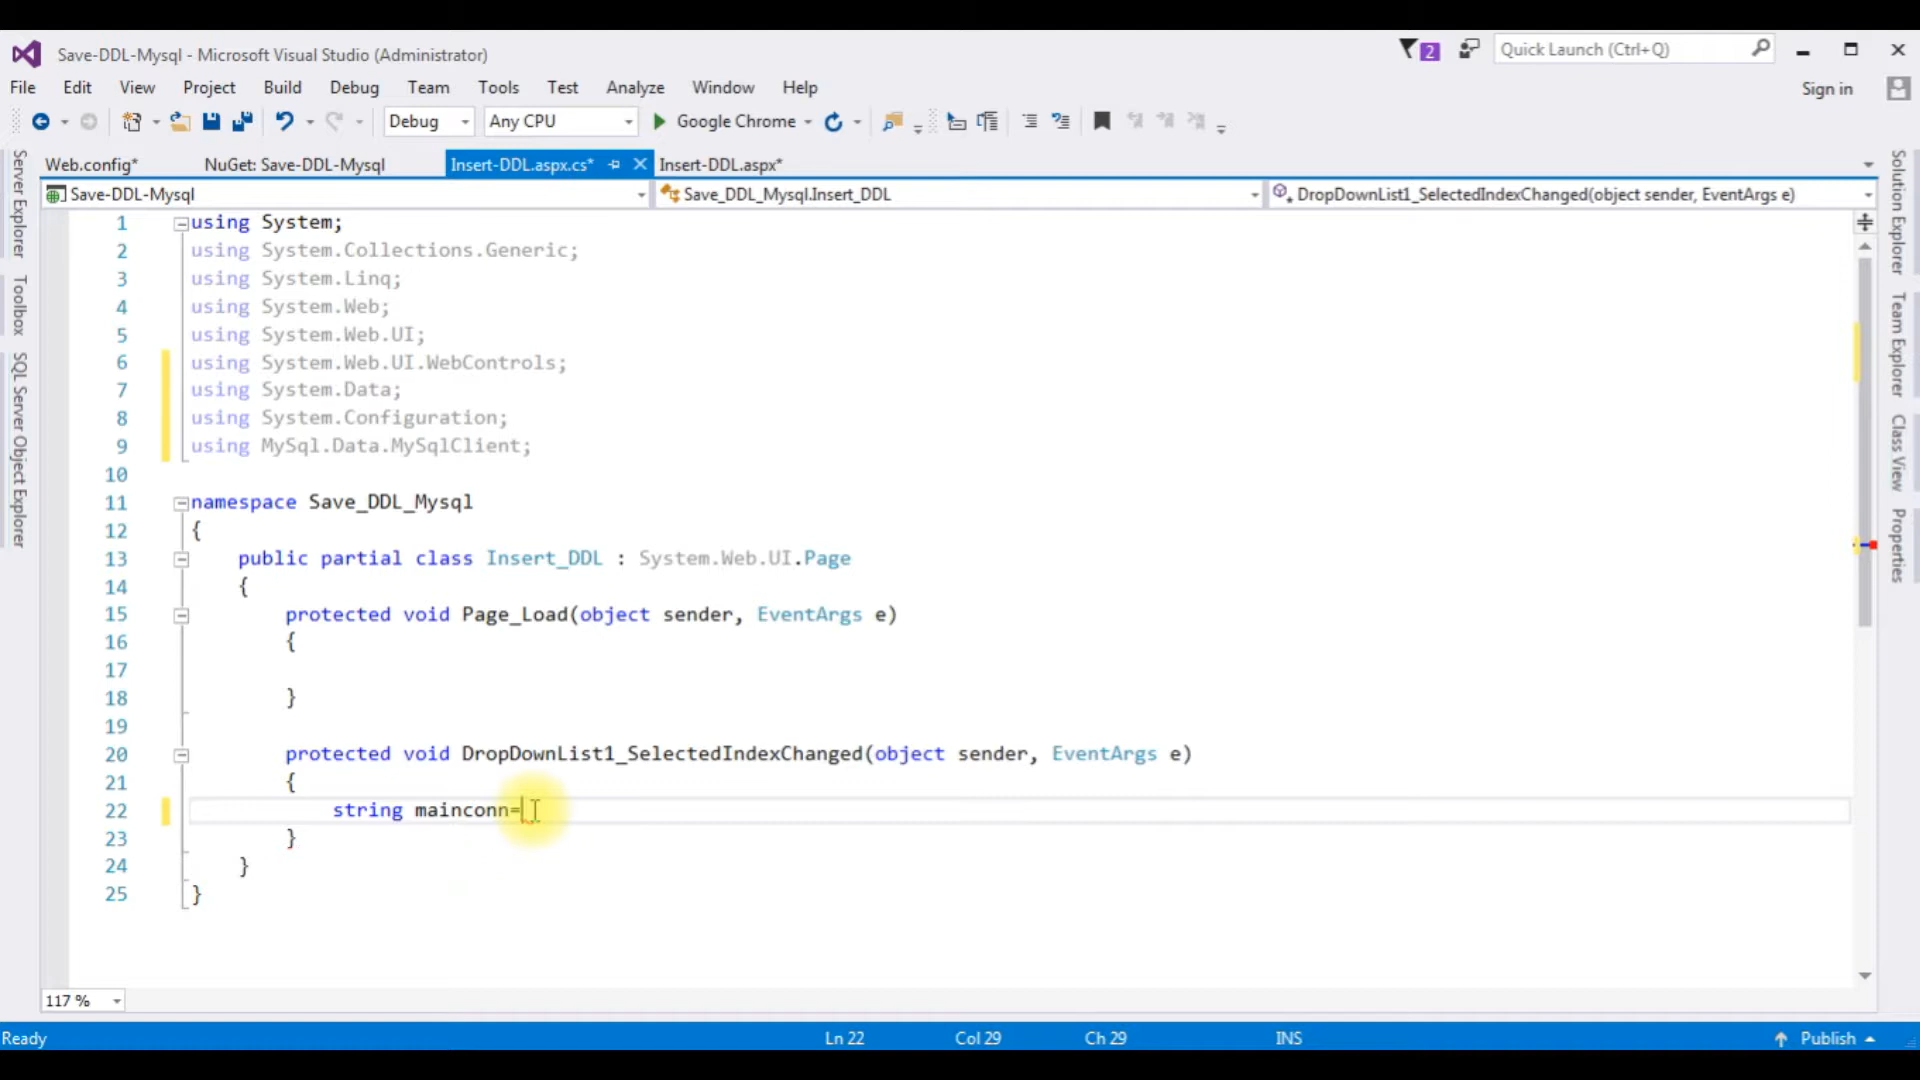 Save-DDL-Mysql - Microsoft Visual Studio (Administrator)
2
Quick Launch (Ctrl+Q)
File Edit View Project Build Debug Team Tools Test Analyze Window Help
Sign in
Debug Any CPU Google Chrome
Web.config* NuGet: Save-DDL-Mysql Insert-DDL.aspx.cs* Insert-DDL.aspx*
Save-DDL-Mysql Save_DDL_Mysql.Insert_DDL DropDownList1_SelectedIndexChanged(object sender, EventArgs e)
Server Explorer
Toolbox
SQL Server Object Explorer
1 using System;
2 using System.Collections.Generic;
3 using System.Linq;
4 using System.Web;
5 using System.Web.UI;
6 using System.Web.UI.WebControls;
7 using System.Data;
8 using System.Configuration;
9 using MySql.Data.MySqlClient;
10
11 namespace Save_DDL_Mysql
12 {
13 public partial class Insert_DDL : System.Web.UI.Page
14 {
15 protected void Page_Load(object sender, EventArgs e)
16 {
17
18 }
19
20 protected void DropDownList1_SelectedIndexChanged(object sender, EventArgs e)
21 {
22 string mainconn=
23 }
24 }
25 }
Solution Explorer
Team Explorer
Class View
Properties
117 %
Ready Ln 22 Col 29 Ch 29 INS Publish